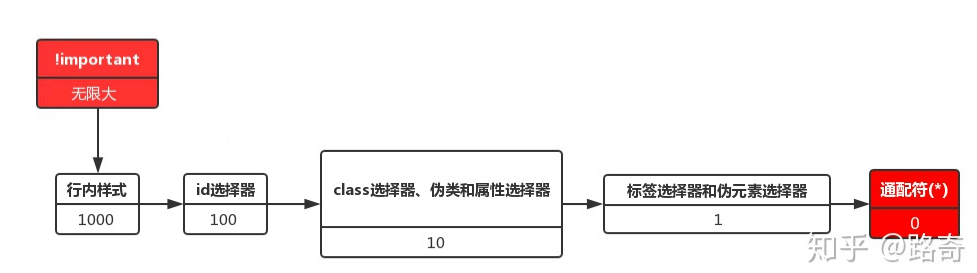 !important
无限大
行内样式
1000
id选择器
100
class选择器、伪类和属性选择器
10
标签选择器和伪元素选择器
1
通配符(*)
0
知乎 @路奇